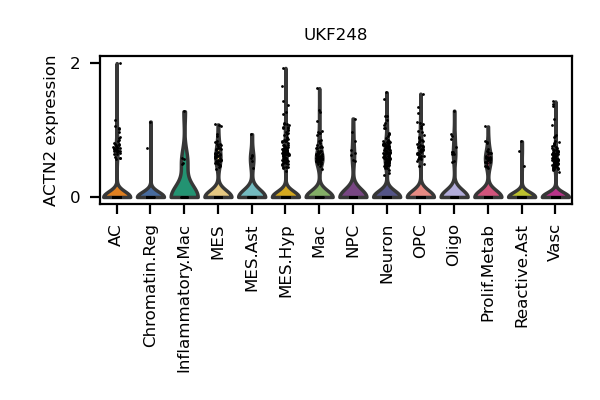 UKF248
ACTN2 expression
2
0
AC
Chromatin.Reg
Inflammatory.Mac
MES
MES.Ast
MES.Hyp
Mac
NPC
Neuron
OPC
Oligo
Prolif.Metab
Reactive.Ast
Vasc